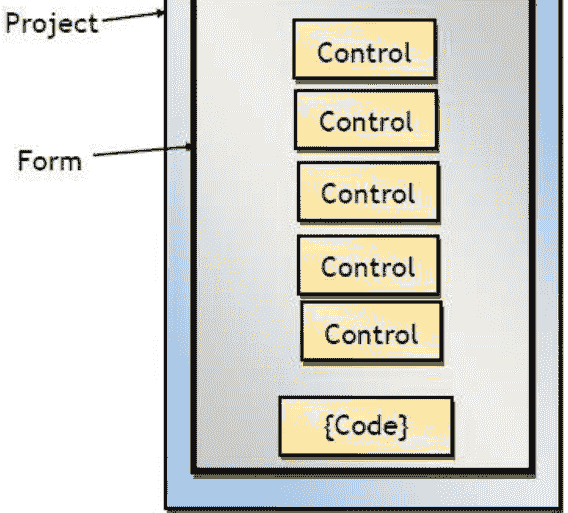 Project
Control
Control
Form
Control
Control
Control
{Code}